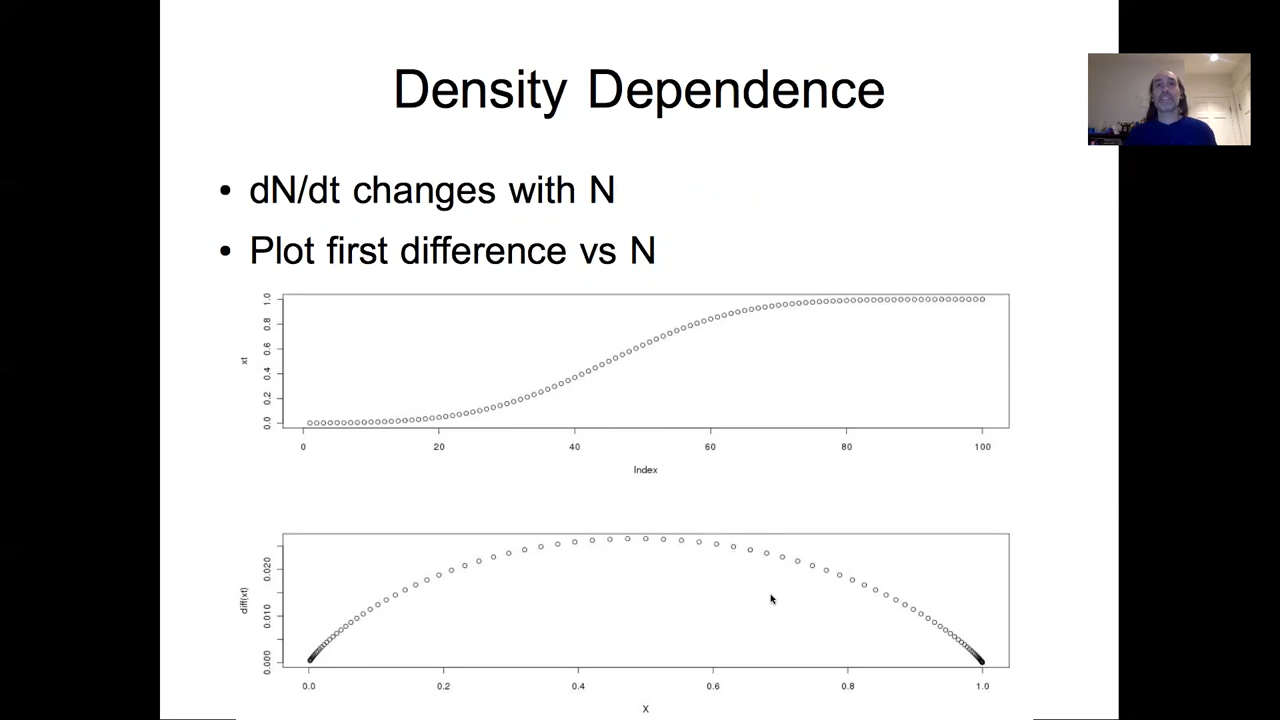 Density Dependence
• dN/dt changes with N
• Plot first difference vs N
xt
0.0 0.2 0.4 0.6 0.8 1.0
0 20 40 60 80 100
Index
diff(xt)
0.000 0.010 0.020
0.0 0.2 0.4 0.6 0.8 1.0
X